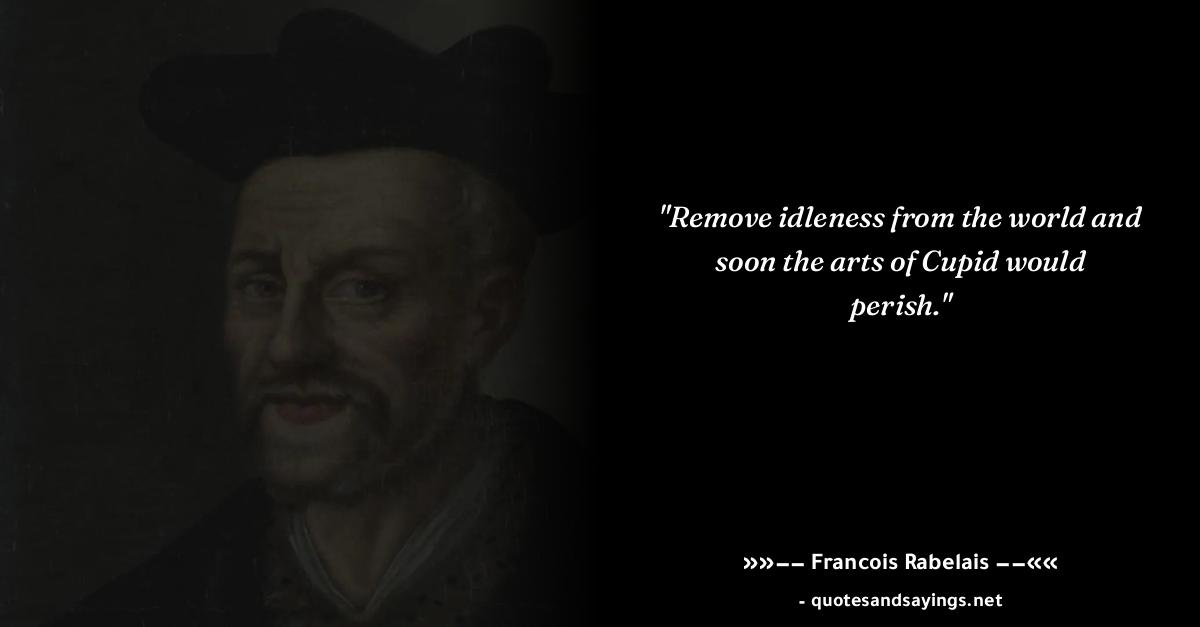 "Remove idleness from the world and
soon the arts of Cupid would
perish."
»»−− Francois Rabelais −−««
- quotesandsayings.net